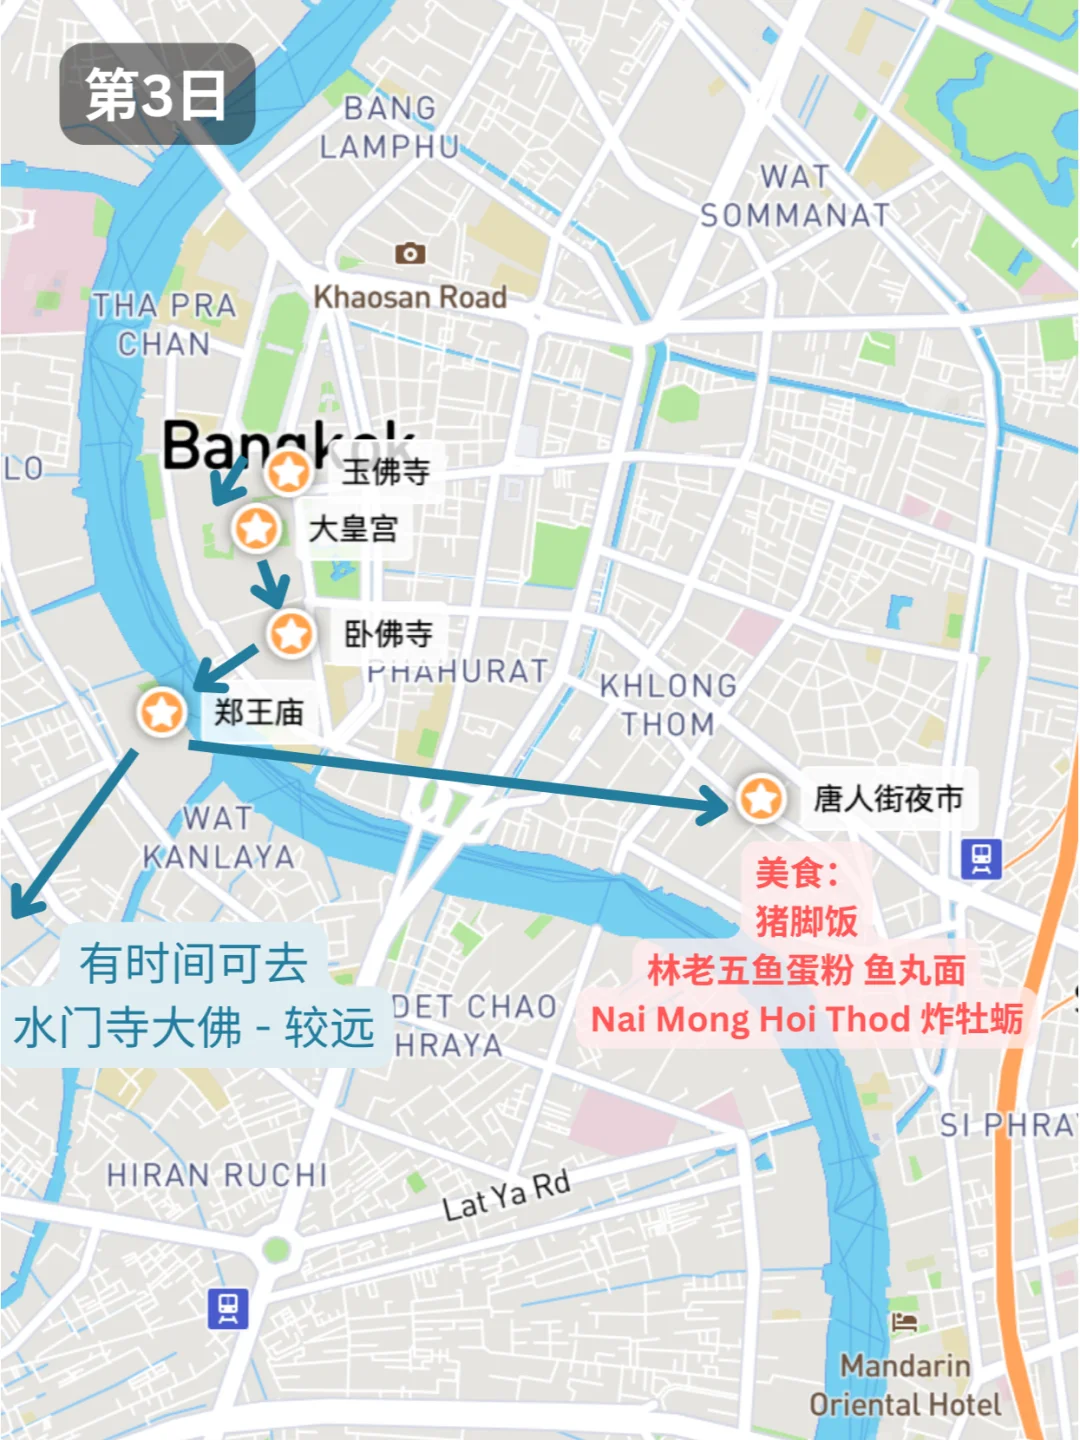 第3日
BANG
LAMPHU
WAT
SOMMANAT
Khaosan Road
THA PRA
CHAN
Bangkok
LO
玉佛寺
大皇宫
卧佛寺
PHAHURAT
KHLONG
THOM
郑王庙
唐人街夜市
WAT
KANLAYA
美食：
猪脚饭
林老五鱼蛋粉 鱼丸面
Nai Mong Hoi Thod 炸牡蛎
有时间可去
水门寺大佛 - 较远
DET CHAO
HRAYA
SI PHRAY
HIRAN RUCHI
Lat Ya Rd
Mandarin
Oriental Hotel